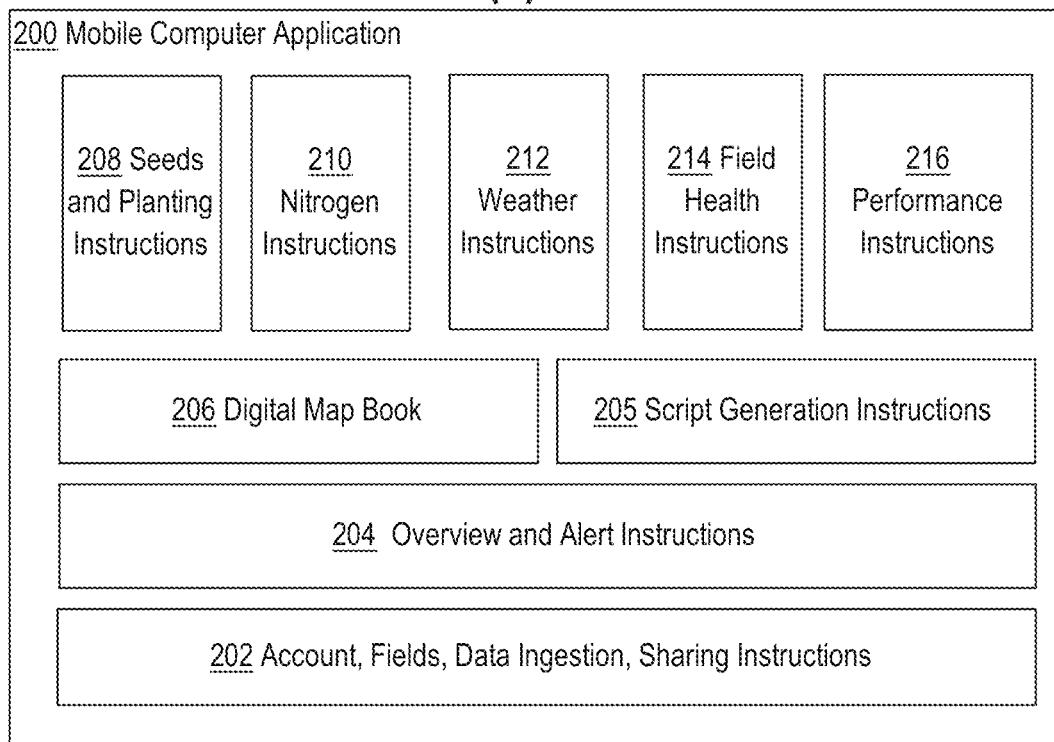 200 Mobile Computer Application
208 Seeds
and Planting
Instructions
210
Nitrogen
Instructions
212
Weather
Instructions
214 Field
Health
Instructions
216
Performance
Instructions
206 Digital Map Book
205 Script Generation Instructions
204 Overview and Alert Instructions
202 Account, Fields, Data Ingestion, Sharing Instructions